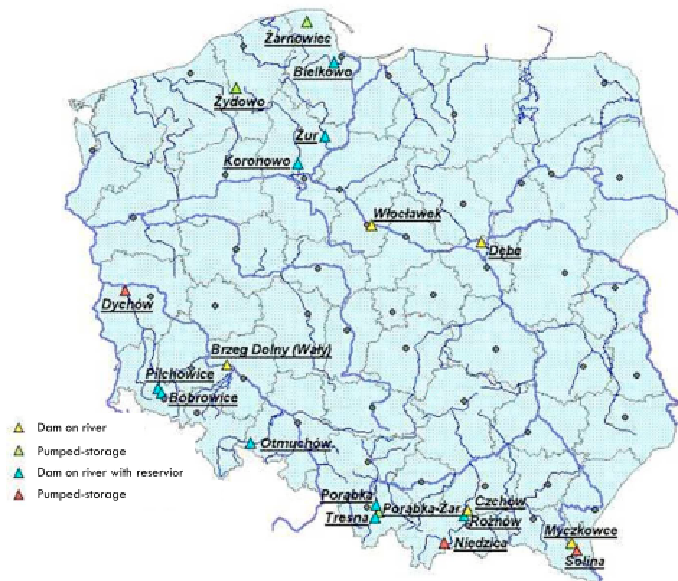 Żarnowiec
Bielkowo
Żydowo
Żur
Koronowo
Włocławek
Dębe
Dychów
Brzeg Dolny (Wały)
Pilchowice
Bobrowice
Dam on river
Pumped-storage
Dam on river with reservior
Pumped-storage
Otmuchów
Porąbka
Porąbka-Żar
Czchów
Tresna
Rożnów
Niedzica
Myczkowce
Solina